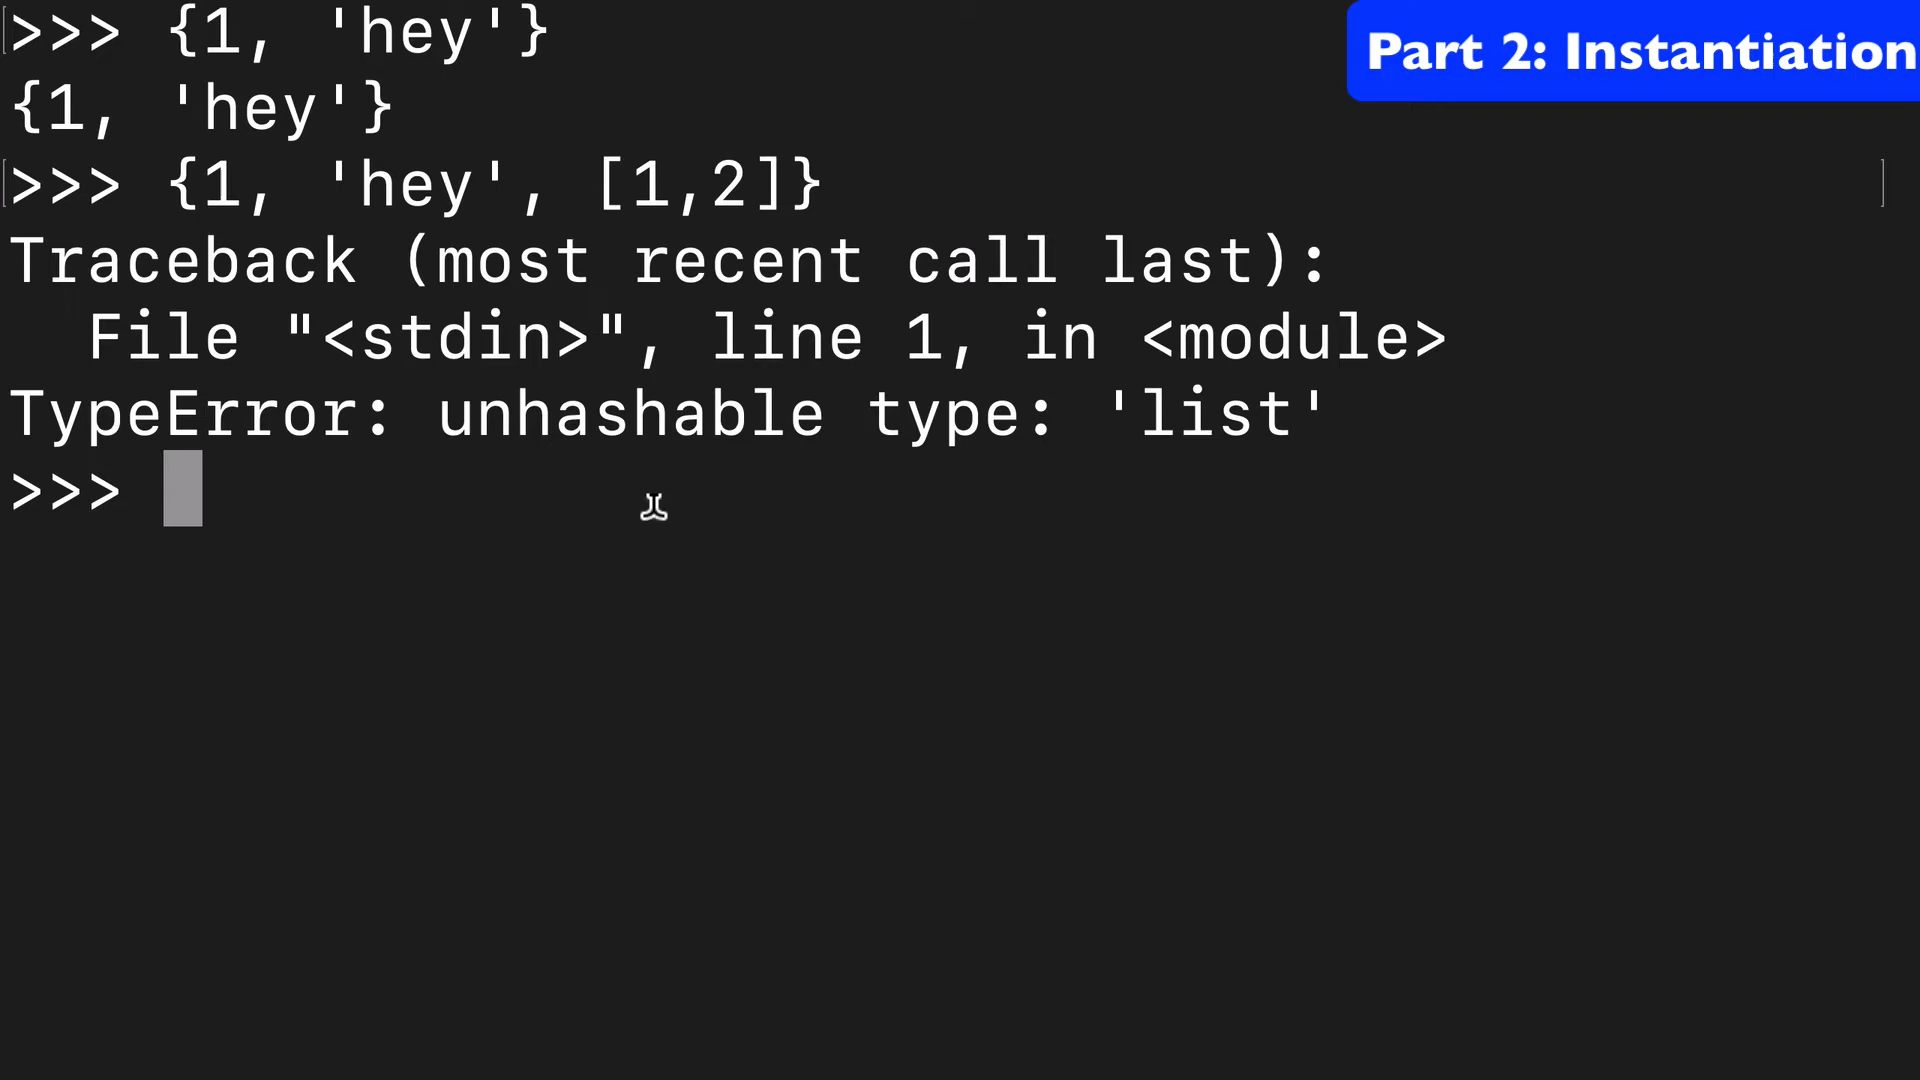 >>> {1, 'hey'}
Part 2: Instantiation
{1, 'hey'}
>>> {1, 'hey', [1,2]}
Traceback (most recent call last):
  File "<stdin>", line 1, in <module>
TypeError: unhashable type: 'list'
>>>